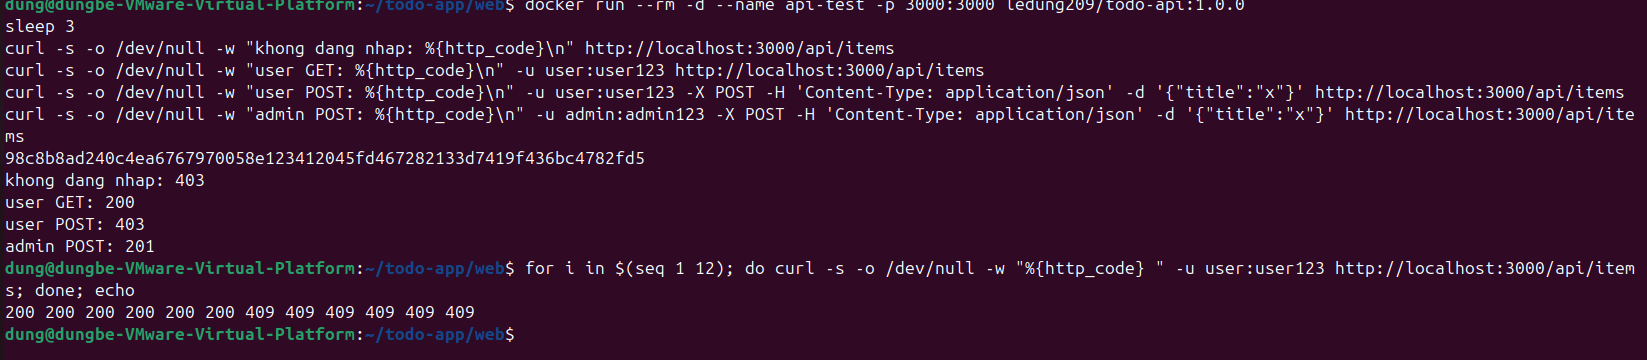 dung@dungbe-VMware-Virtual-Platform:~/todo-app/web$ docker run --rm -d --name api-test -p 3000:3000 ledung209/todo-api:1.0.0
sleep 3
curl -s -o /dev/null -w "khong dang nhap: %{http_code}\n" http://localhost:3000/api/items
curl -s -o /dev/null -w "user GET: %{http_code}\n" -u user:user123 http://localhost:3000/api/items
curl -s -o /dev/null -w "user POST: %{http_code}\n" -u user:user123 -X POST -H 'Content-Type: application/json' -d '{"title":"x"}' http://localhost:3000/api/items
curl -s -o /dev/null -w "admin POST: %{http_code}\n" -u admin:admin123 -X POST -H 'Content-Type: application/json' -d '{"title":"x"}' http://localhost:3000/api/ite
ms
98c8b8ad240c4ea6767970058e123412045fd467282133d7419f436bc4782fd5
khong dang nhap: 403
user GET: 200
user POST: 403
admin POST: 201
dung@dungbe-VMware-Virtual-Platform:~/todo-app/web$ for i in $(seq 1 12); do curl -s -o /dev/null -w "%{http_code} " -u user:user123 http://localhost:3000/api/item
s; done; echo
200 200 200 200 200 200 409 409 409 409 409 409
dung@dungbe-VMware-Virtual-Platform:~/todo-app/web$